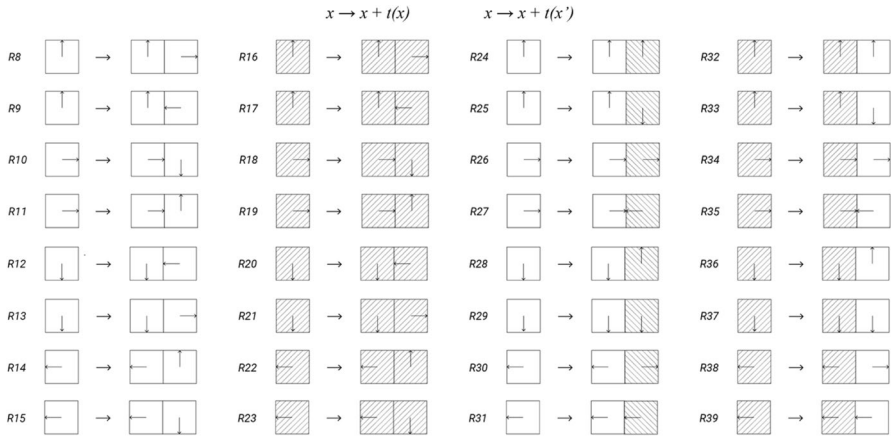 x → x + t(x) x → x + t(x’)
R8 → R16 → R24 → R32 →
R9 → R17 → R25 → R33 →
R10 → R18 → R26 → R34 →
R11 → R19 → R27 → R35 →
R12 → R20 → R28 → R36 →
R13 → R21 → R29 → R37 →
R14 → R22 → R30 → R38 →
R15 → R23 → R31 → R39 →